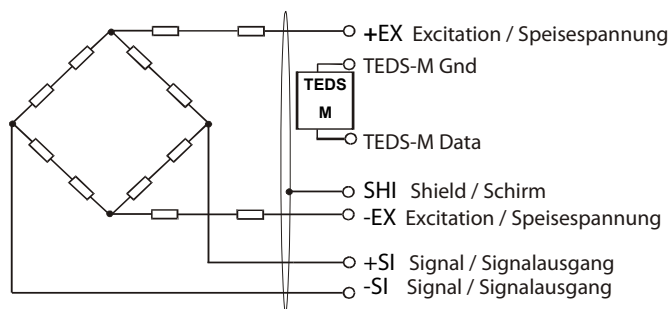 +EX Excitation / Speisespannung
TEDS-M Gnd
TEDS
M
TEDS-M Data
SHI Shield / Schirm
-EX Excitation / Speisespannung
+SI Signal / Signalausgang
-SI Signal / Signalausgang